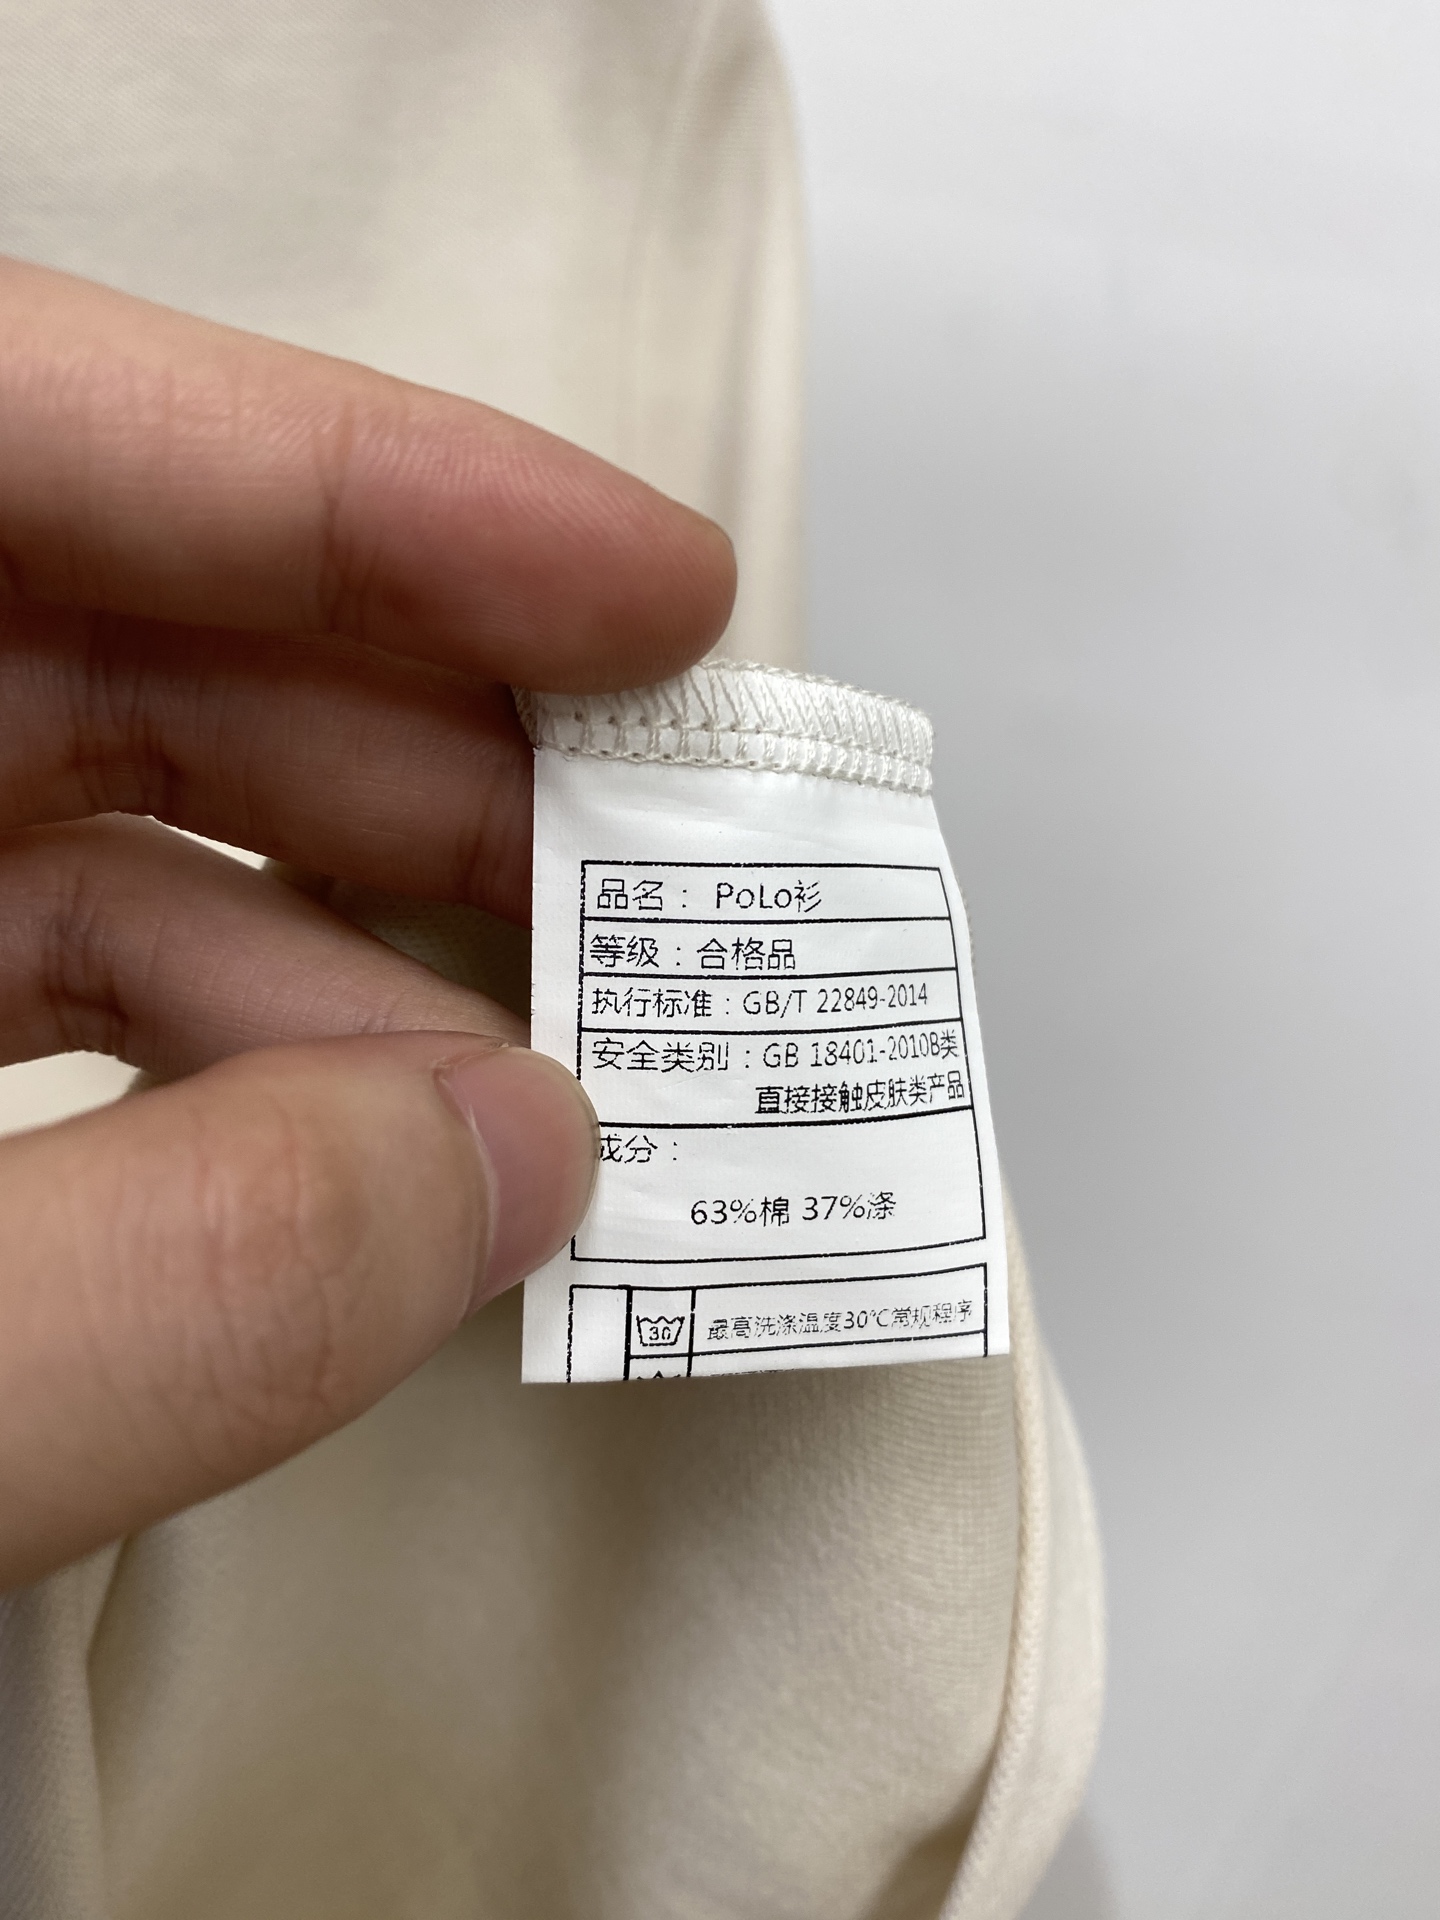 品名： PoLo衫
等级：合格品
执行标准：GB/T 22849-2014
安全类别：GB 18401-2010B类
直接接触皮肤类产品
成分：
63%棉 37%涤
30 最高洗涤温度30℃常规程序